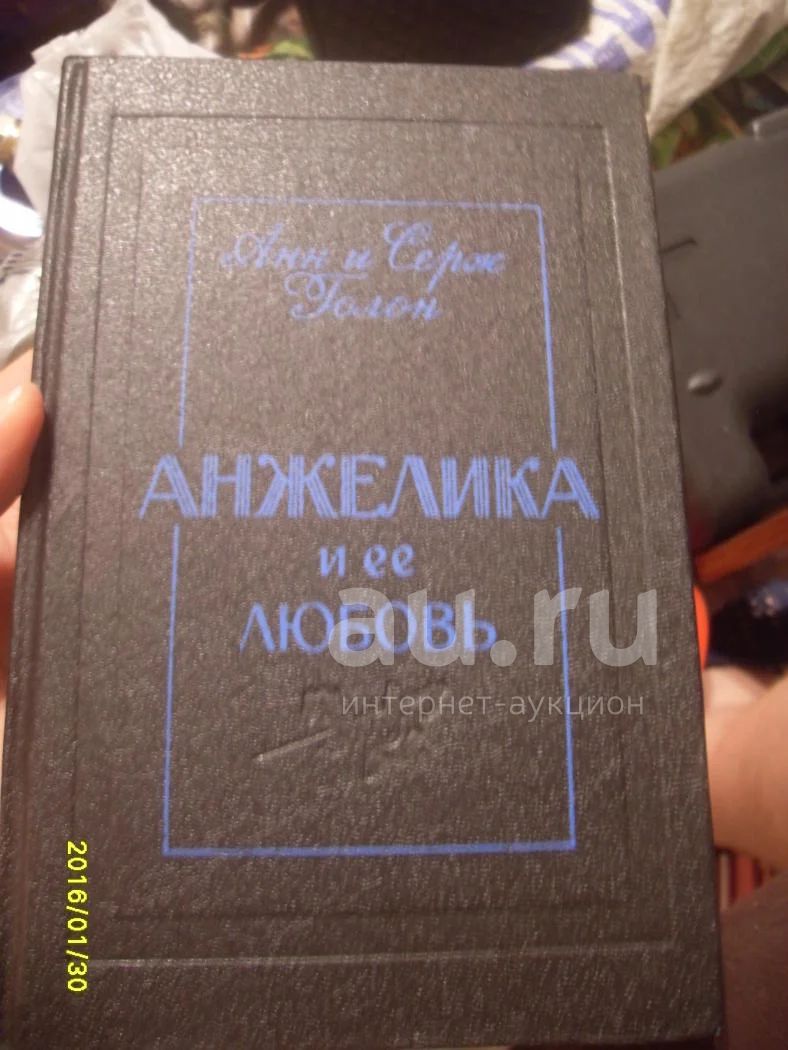 Анн и Серж
Голон
АНЖЕЛИКА
и ее
ЛЮБОВЬ
au.ru
интернет-аукцион
2016/01/30